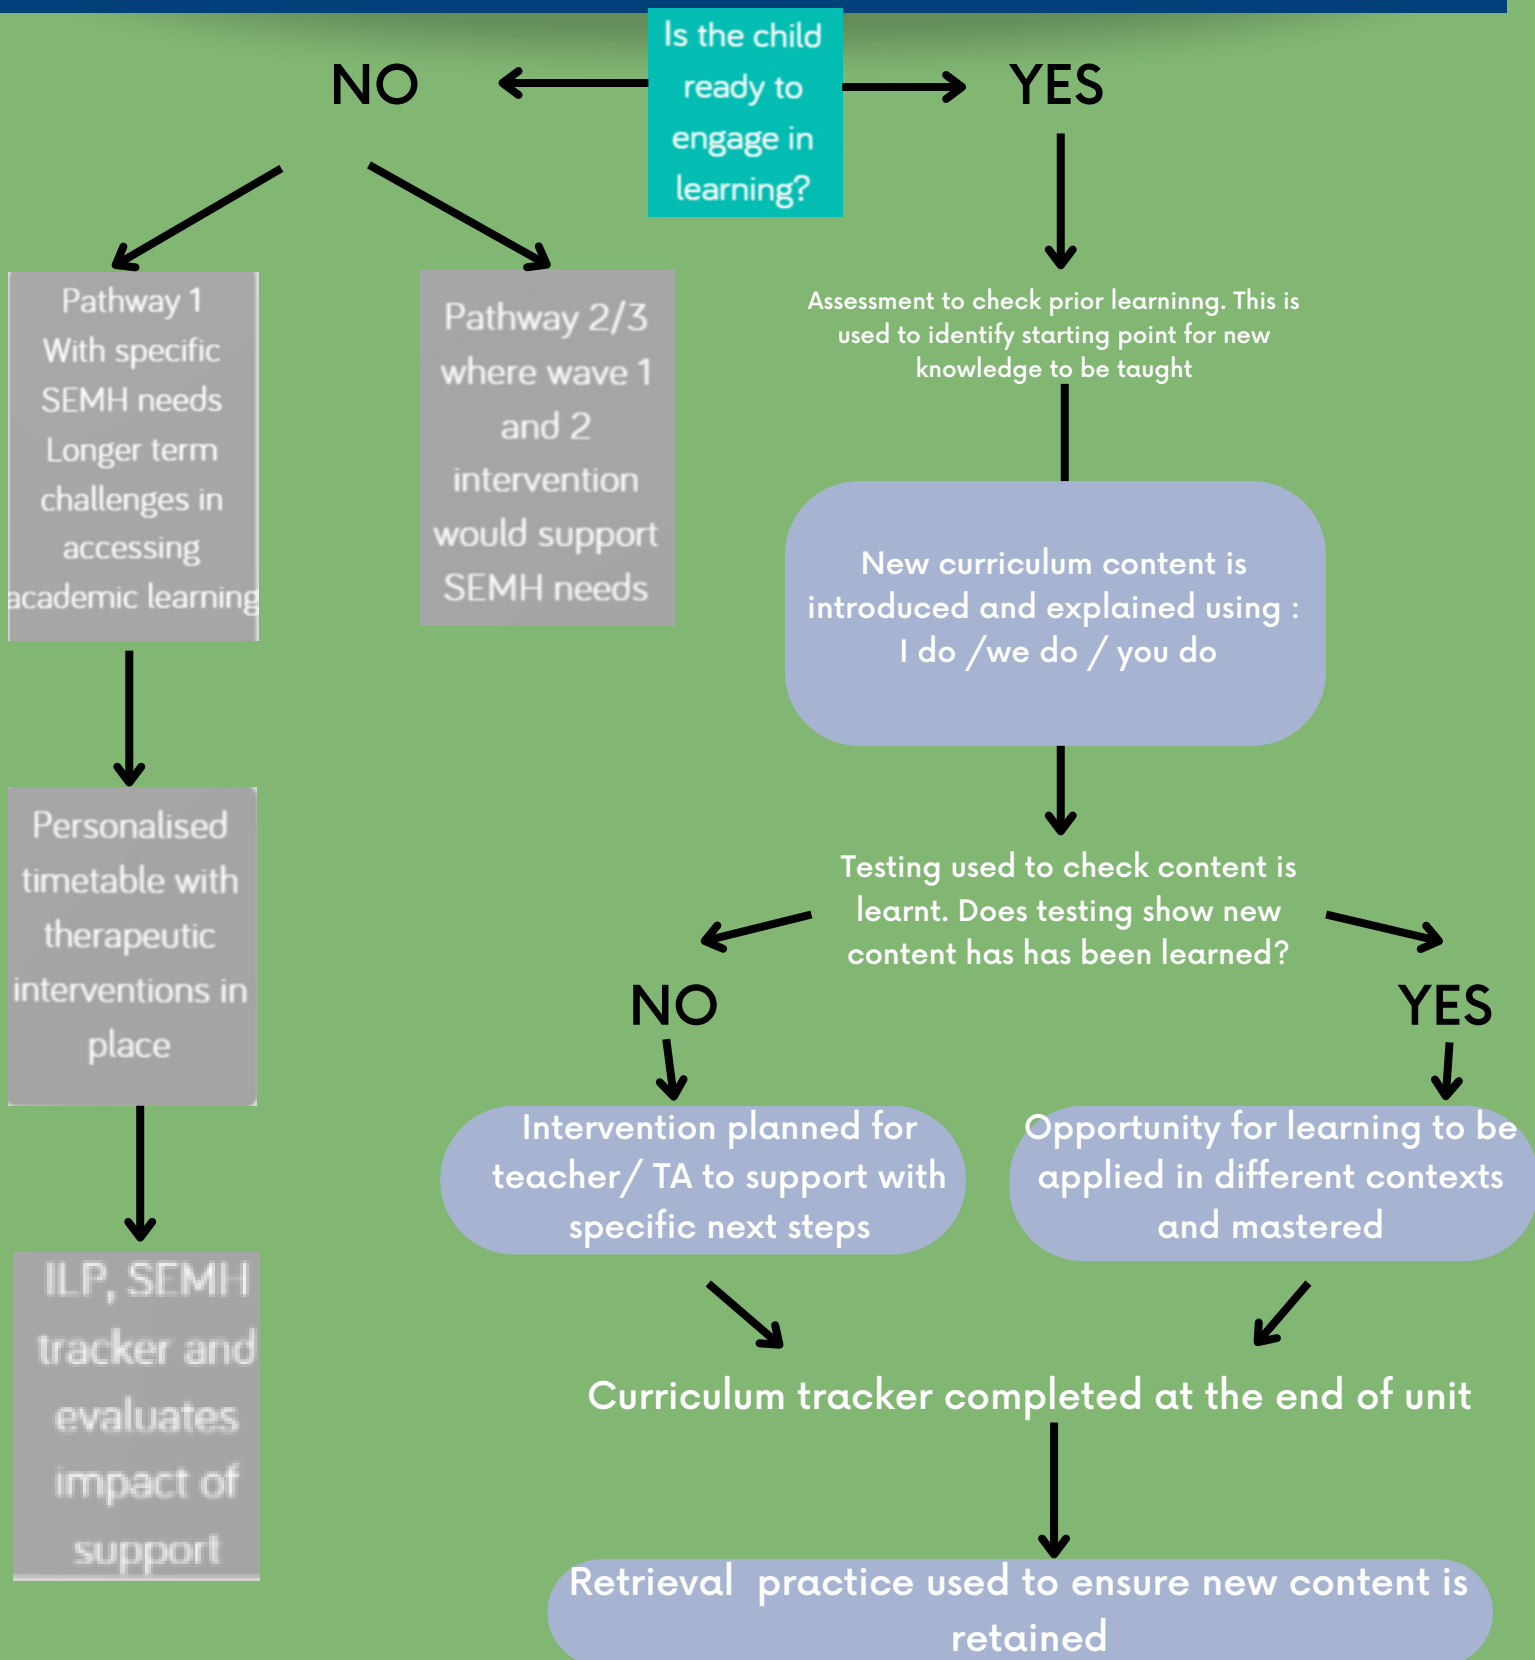 Is the child
ready to
engage in
learning?
NO
YES
Pathway 1
With specific
SEMH needs
Longer term
challenges in
accessing
academic learning
Pathway 2/3
where wave 1
and 2
intervention
would support
SEMH needs
Assessment to check prior learninng. This is
used to identify starting point for new
knowledge to be taught
New curriculum content is
introduced and explained using :
I do /we do / you do
Personalised
timetable with
therapeutic
interventions in
place
Testing used to check content is
learnt. Does testing show new
content has has been learned?
NO
YES
Intervention planned for
teacher/ TA to support with
specific next steps
Opportunity for learning to be
applied in different contexts
and mastered
ILP, SEMH
tracker and
evaluates
impact of
support
Curriculum tracker completed at the end of unit
Retrieval  practice used to ensure new content is
retained